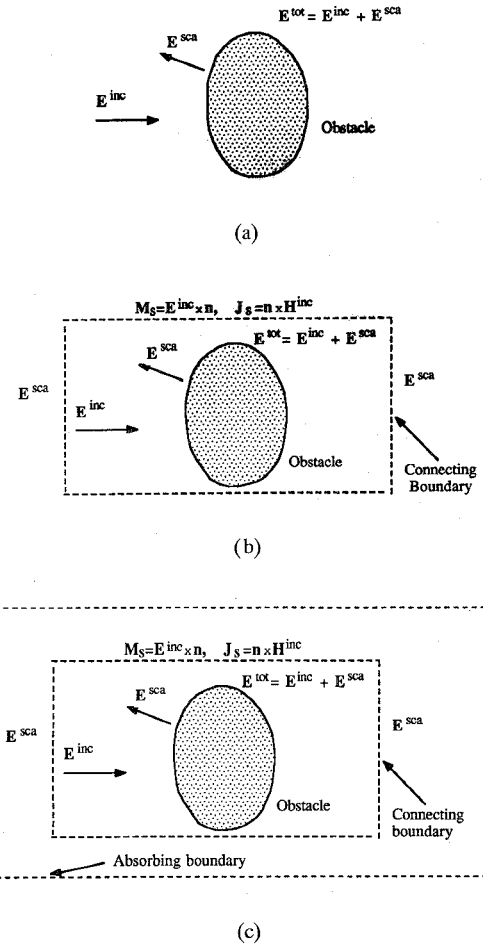 E^tot = E^inc + E^sca
E^sca
E^inc
Obstacle
(a)
M_S=E^inc×n, J_S=n×H^inc
E^tot= E^inc + E^sca
E^sca
E^sca
E^sca
E^inc
Obstacle
Connecting
Boundary
(b)
M_S=E^inc×n, J_S=n×H^inc
E^tot= E^inc + E^sca
E^sca
E^sca
E^sca
E^inc
Obstacle
Connecting
boundary
Absorbing boundary
(c)